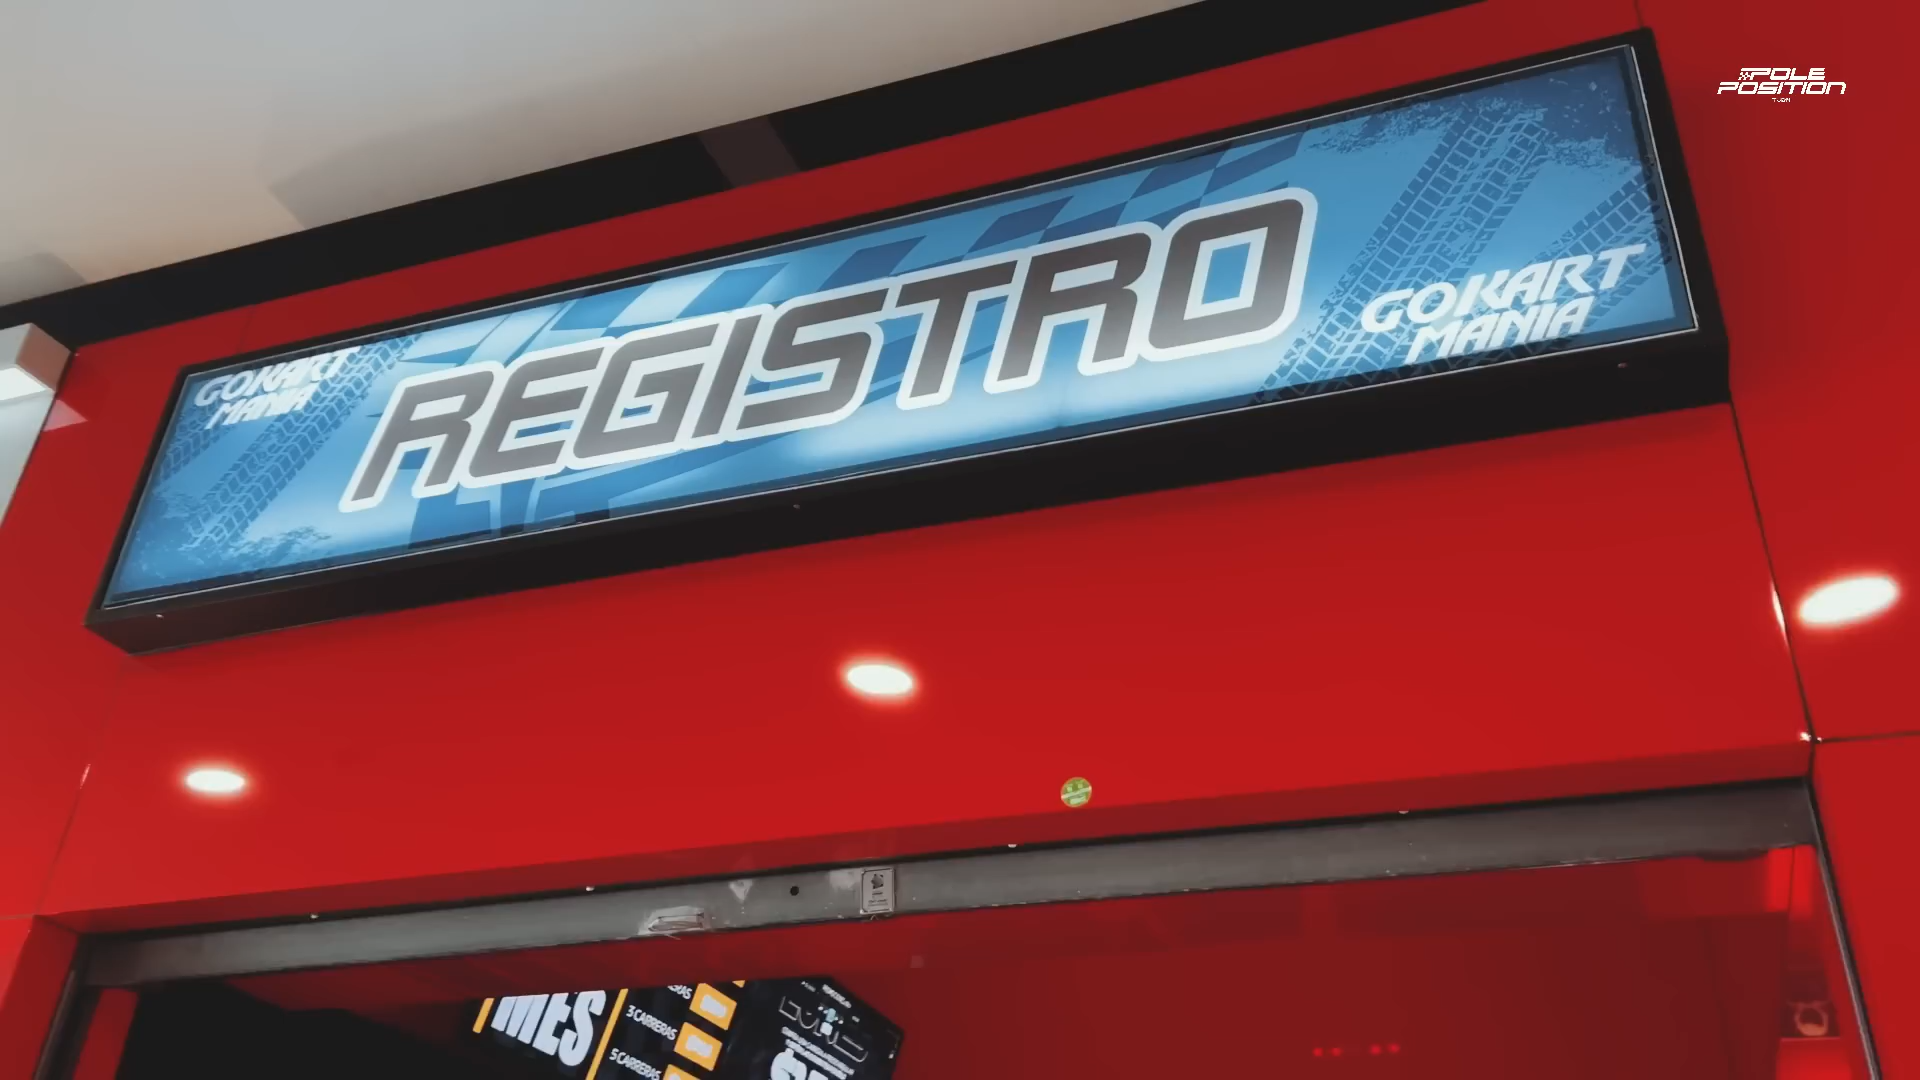 POLE
POSITION
REGISTRO
GOKART
MANIA
GOKART
MANIA
MES
3 CARRERAS
5 CARRERAS